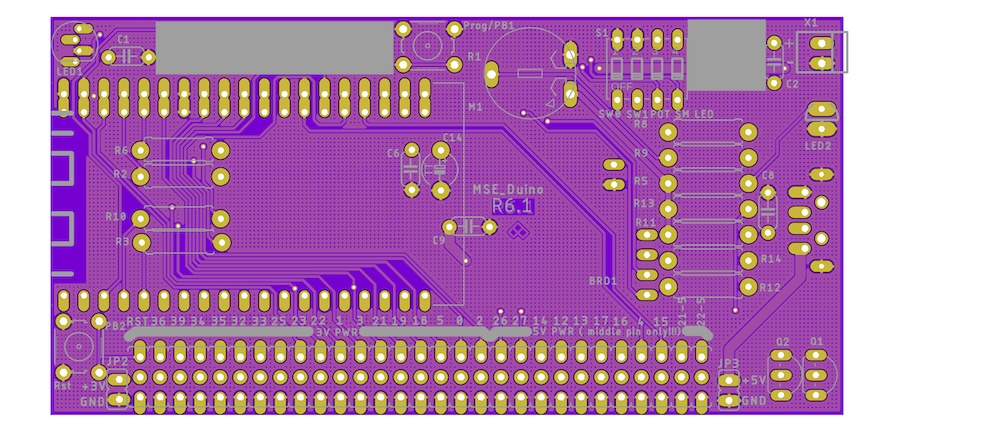 Prog/PB1
X1
C1
S1
LED1
R1
+
-
C2
OFF
M1
SW0 SW1POT SM LED
R8
LED2
C14
R6
C6
R9
R2
R5
C8
MSE_Duino
R6.1
R13
R10
R11
R3
C9
R14
BRD1
R12
RST 36 39 34 35 32 33 25 23 22 1 3 21 19 18 5 0 2 26 27 14 12 13 17 16 4 15 21-S 22-S
PB2
3V PWR
5V PWR ( middle pin only!!!)
Q2
Q1
JP2
JP3
Rst
+3V
+5V
GND
GND